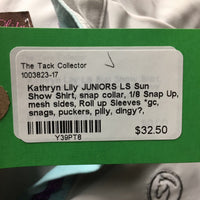 The Tack Collector
1003823-17
Kathryn Lily JUNIORS LS Sun
Show Shirt, snap collar, 1/8 Snap Up,
mesh sides, Roll up Sleeves *gc,
snags, puckers, pilly, dingy?,
$32.50
Y39PT8